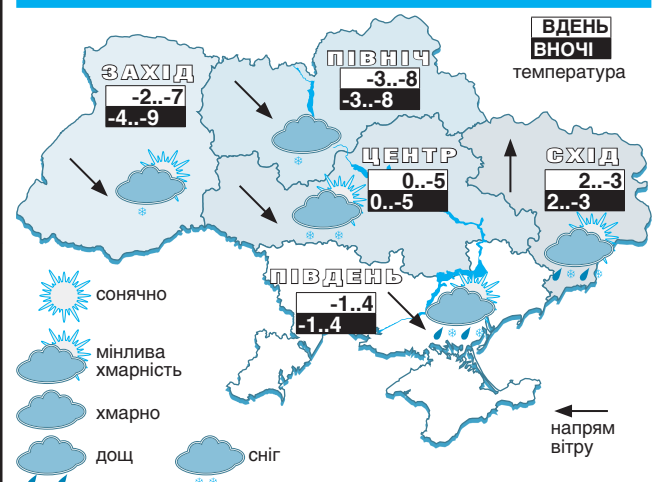 ВДЕНЬ
ВНОЧІ
температура
ПІВНІЧ
-3..-8
-3..-8
ЗАХІД
-2..-7
-4..-9
ЦЕНТР
0..-5
0..-5
СХІД
2..-3
2..-3
ПІВДЕНЬ
-1..4
-1..4
сонячно
мінлива
хмарність
хмарно
дощ
сніг
напрям
вітру